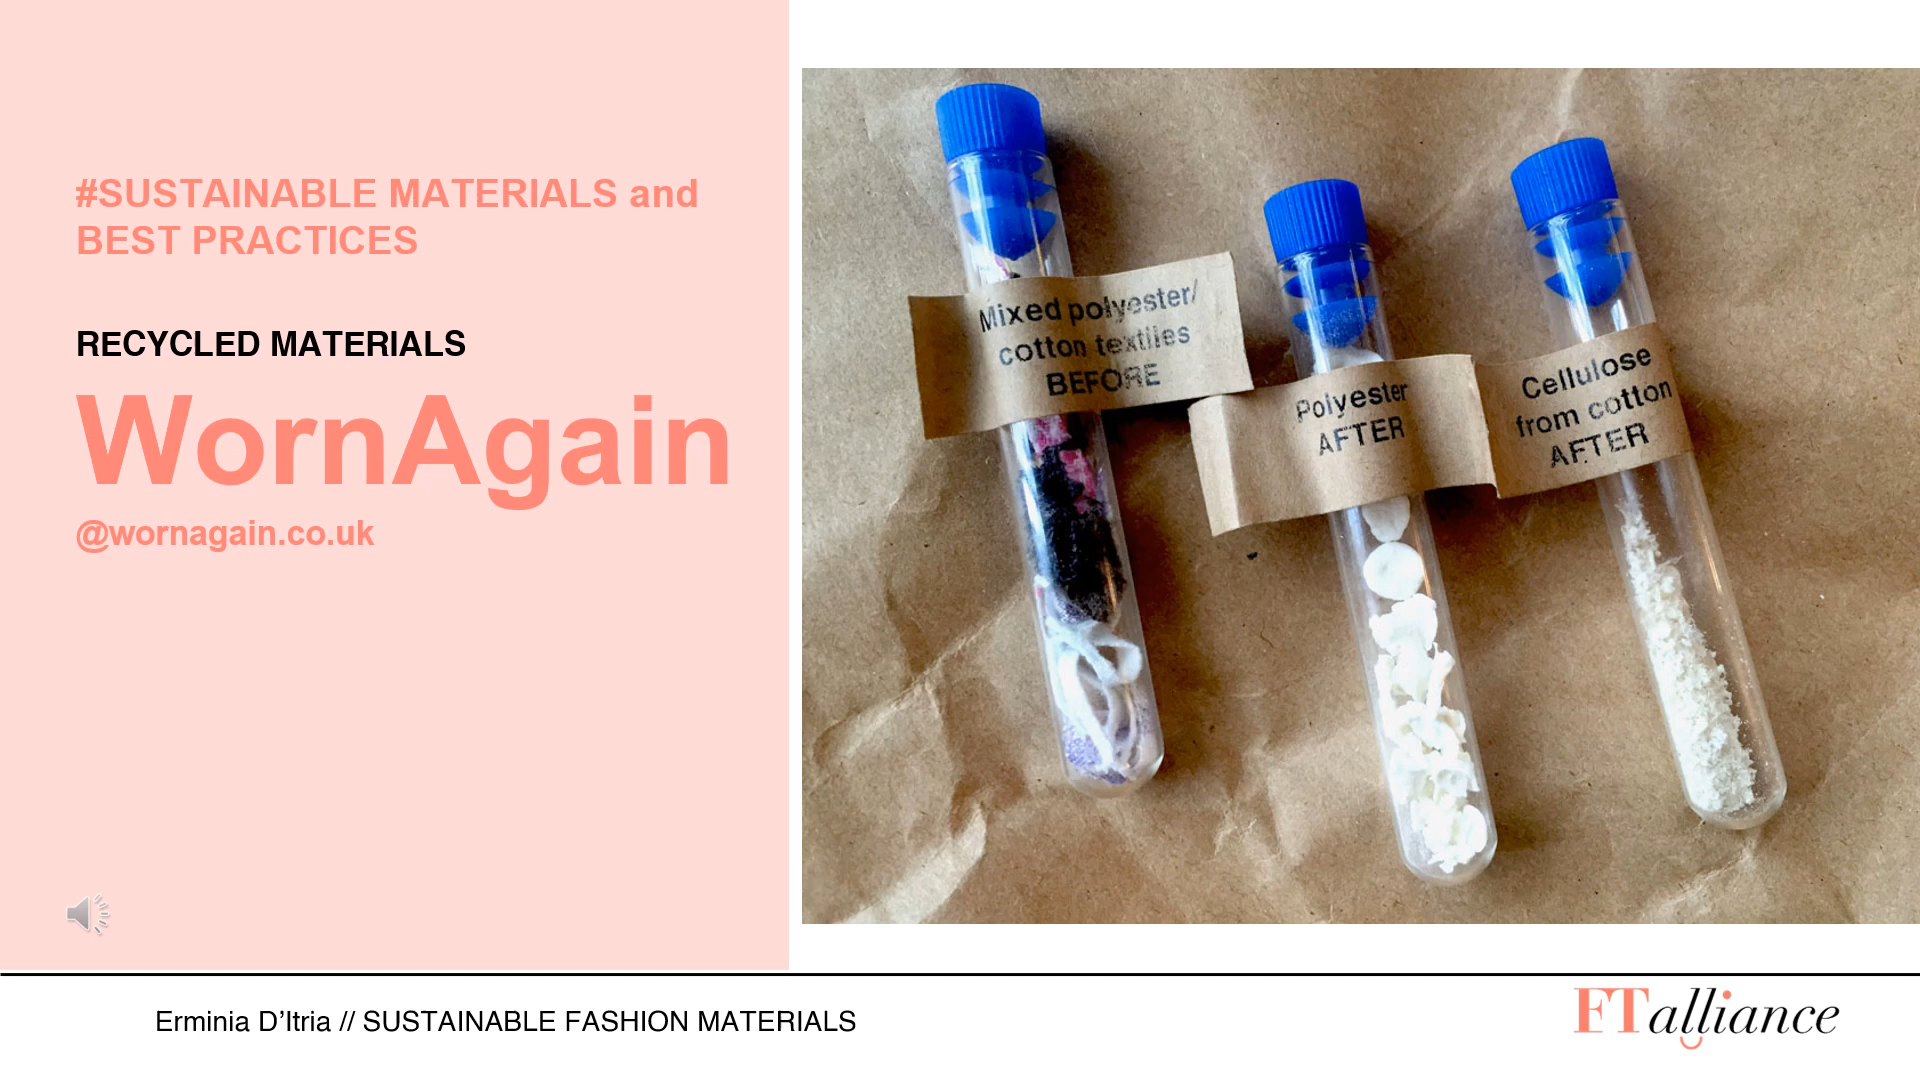 #SUSTAINABLE MATERIALS and
BEST PRACTICES
RECYCLED MATERIALS
WornAgain
@wornagain.co.uk
Mixed polyester/
cotton textiles
BEFORE
Polyester
AFTER
Cellulose
from cotton
AFTER
Erminia D’Itria // SUSTAINABLE FASHION MATERIALS
FTalliance